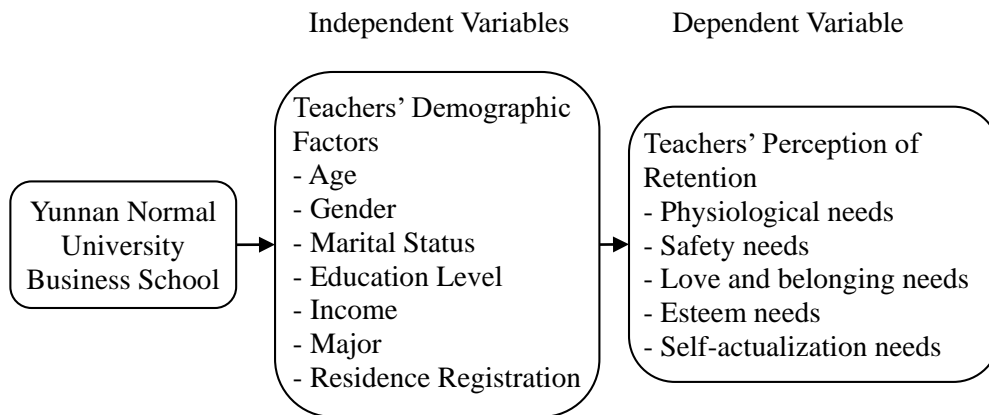 Independent Variables
Dependent Variable
Yunnan Normal
University
Business School
Teachers’ Demographic
Factors
- Age
- Gender
- Marital Status
- Education Level
- Income
- Major
- Residence Registration
Teachers’ Perception of
Retention
- Physiological needs
- Safety needs
- Love and belonging needs
- Esteem needs
- Self-actualization needs